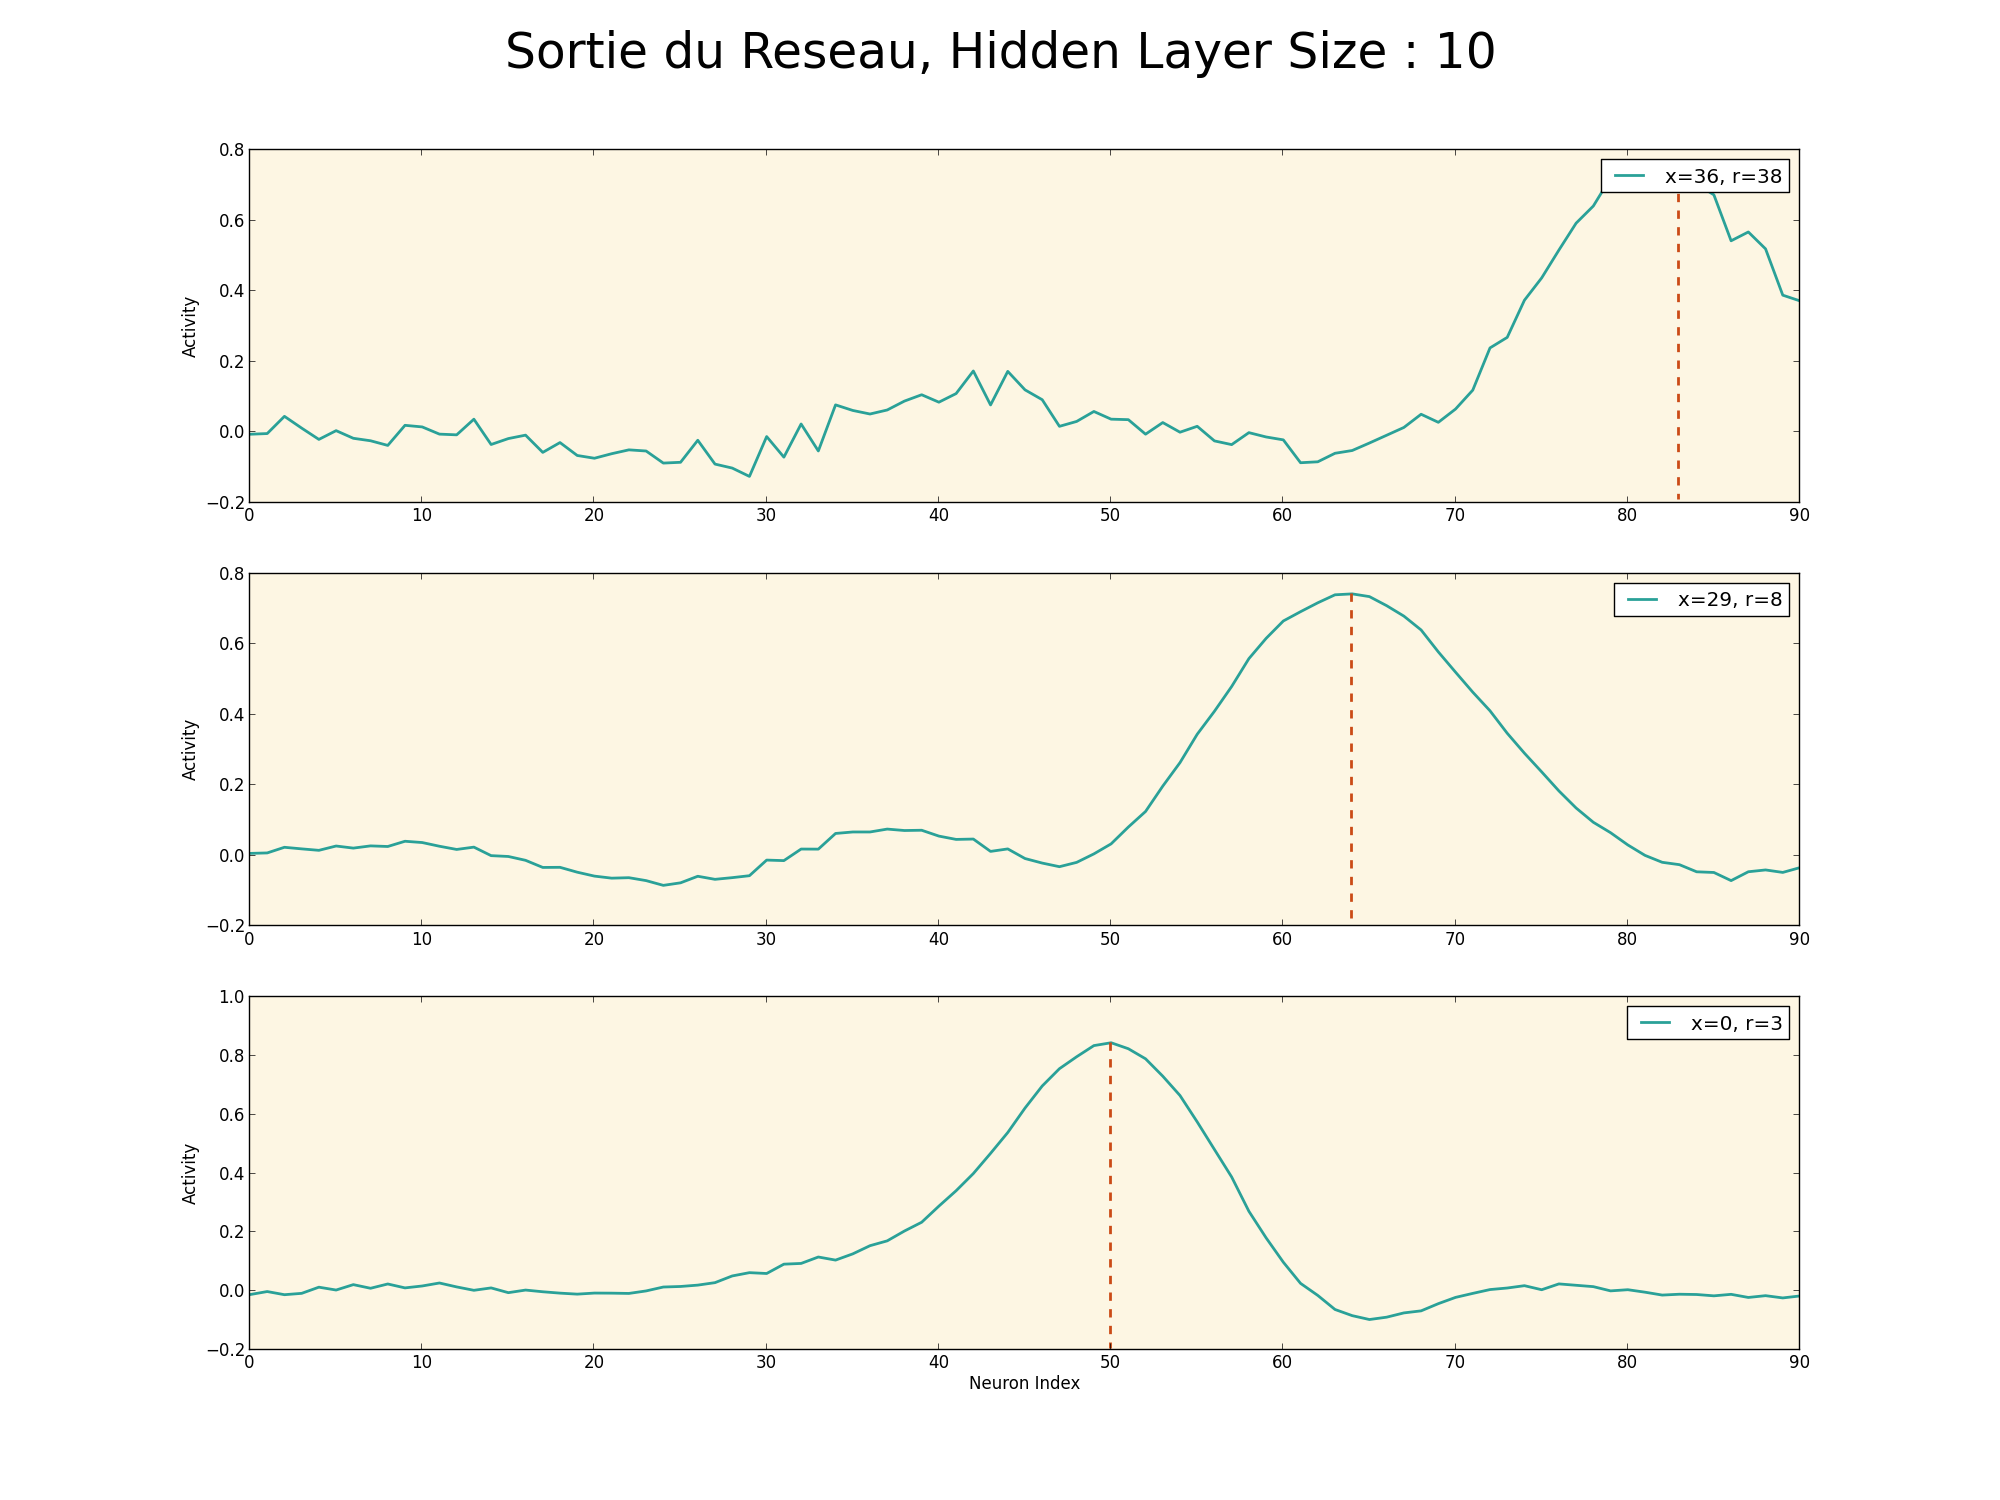 Sortie du Reseau, Hidden Layer Size : 10
0.8
0.6
0.4
0.2
0.0
−0.2
Activity
x=36, r=38
0 10 20 30 40 50 60 70 80 90
0.8
0.6
0.4
0.2
0.0
−0.2
Activity
x=29, r=8
0 10 20 30 40 50 60 70 80 90
1.0
0.8
0.6
0.4
0.2
0.0
−0.2
Activity
x=0, r=3
0 10 20 30 40 50 60 70 80 90
Neuron Index